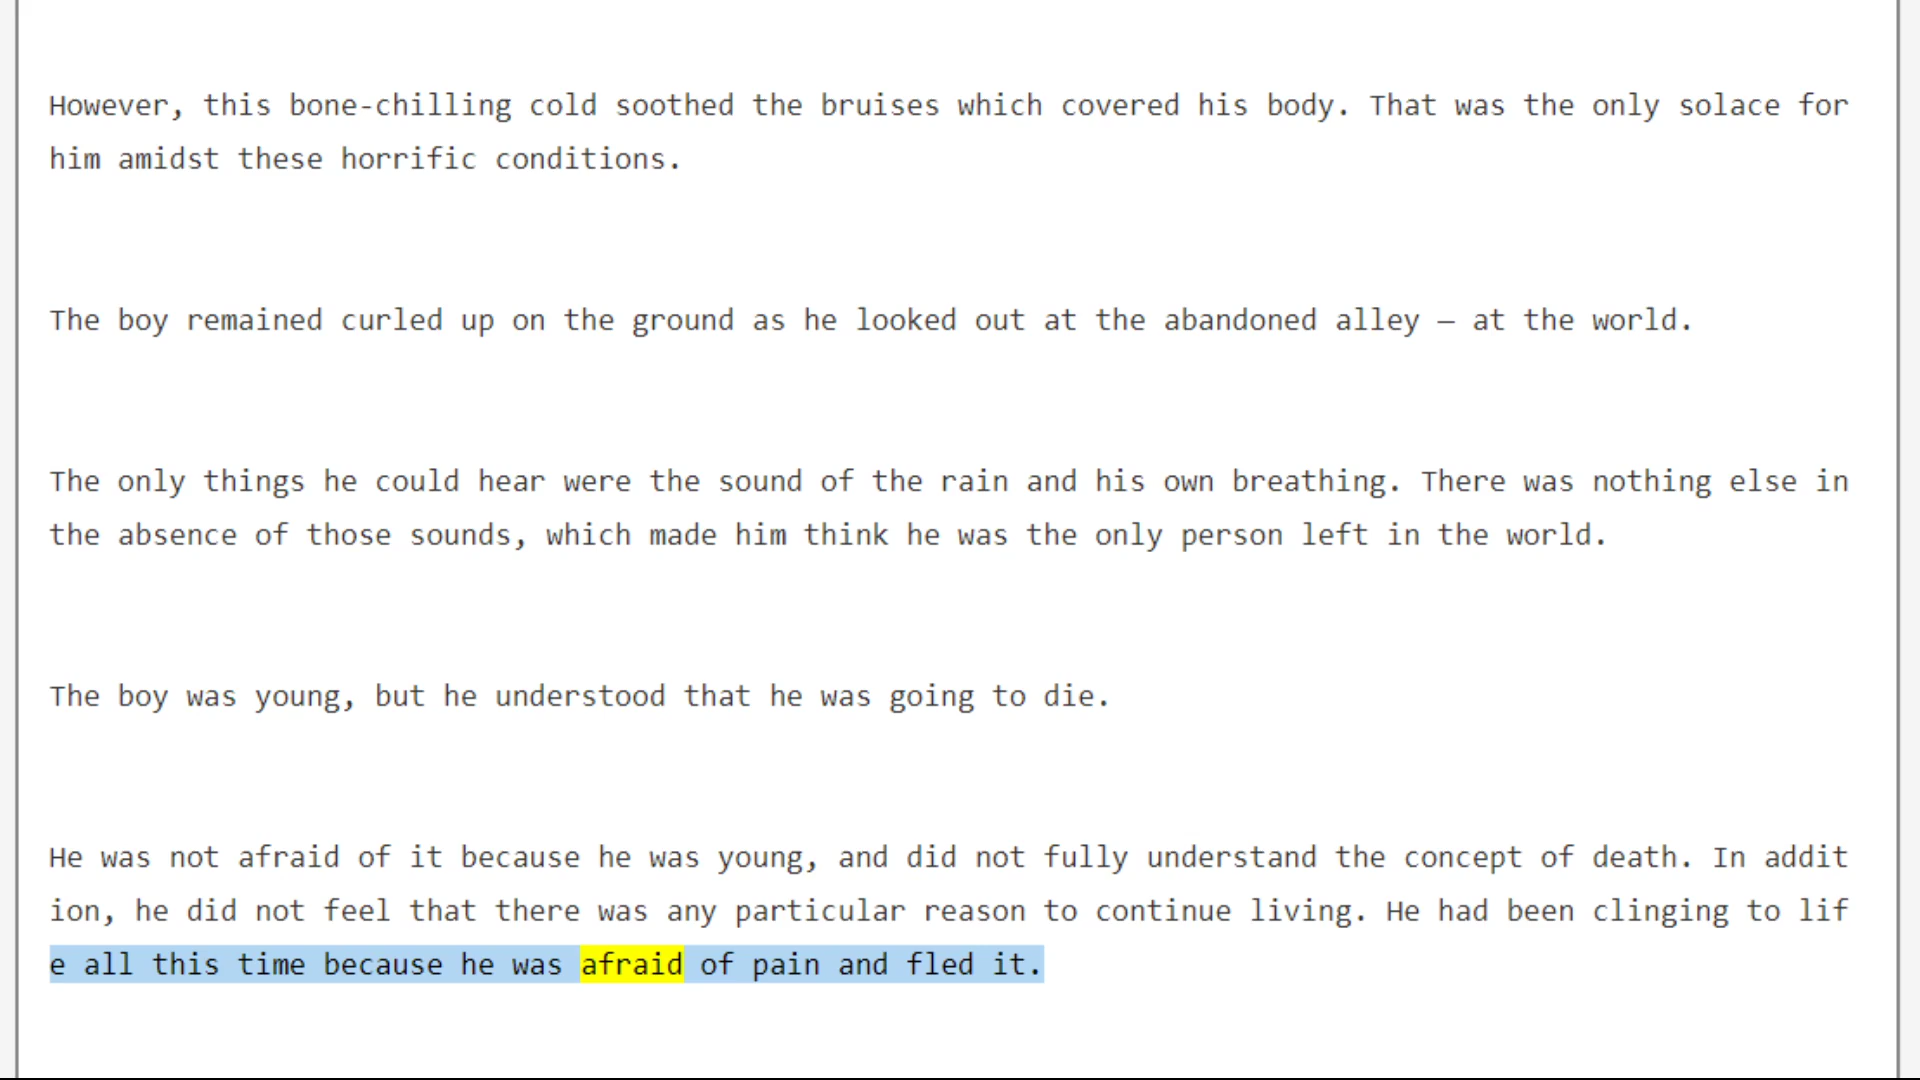 However, this bone-chilling cold soothed the bruises which covered his body. That was the only solace for
him amidst these horrific conditions.
The boy remained curled up on the ground as he looked out at the abandoned alley — at the world.
The only things he could hear were the sound of the rain and his own breathing. There was nothing else in
the absence of those sounds, which made him think he was the only person left in the world.
The boy was young, but he understood that he was going to die.
He was not afraid of it because he was young, and did not fully understand the concept of death. In addit
ion, he did not feel that there was any particular reason to continue living. He had been clinging to lif
e all this time because he was afraid of pain and fled it.